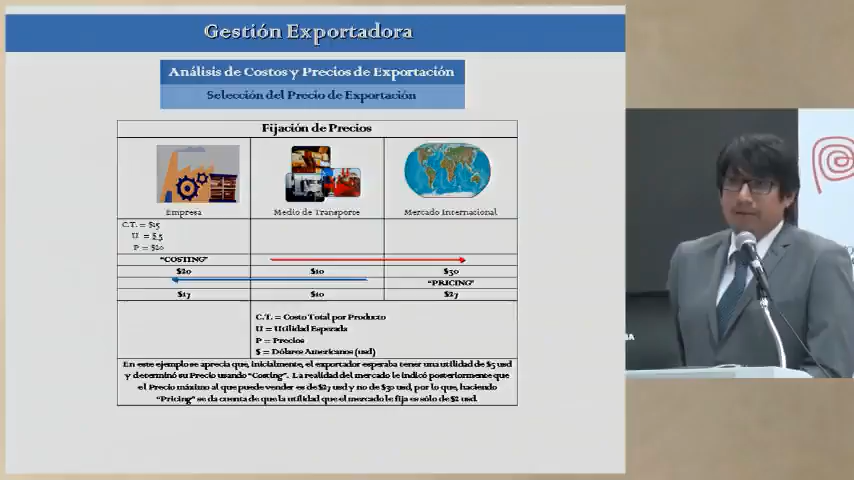 Gestión Exportadora
Análisis de Costos y Precios de Exportación
Selección del Precio de Exportación
Fijación de Precios
Empresa
Medio de Transporte
Mercado Internacional
C.T. = $15
U = $ 5
P = $20
"COSTING"
$20
$10
$30
"PRICING"
$17
$10
$27
C.T. = Costo Total por Producto
U = Utilidad Esperada
P = Precios
$ = Dólares Americanos (usd)
En este ejemplo se aprecia que, inicialmente, el exportador esperaba tener una utilidad de $5 usd
y determinó su Precio usando "Costing". La realidad del mercado le indicó posteriormente que
el Precio máximo al que puede vender es de $27 usd y no de $30 usd, por lo que, haciendo
"Pricing" se da cuenta de que la utilidad que el mercado le fija es sólo de $2 usd.